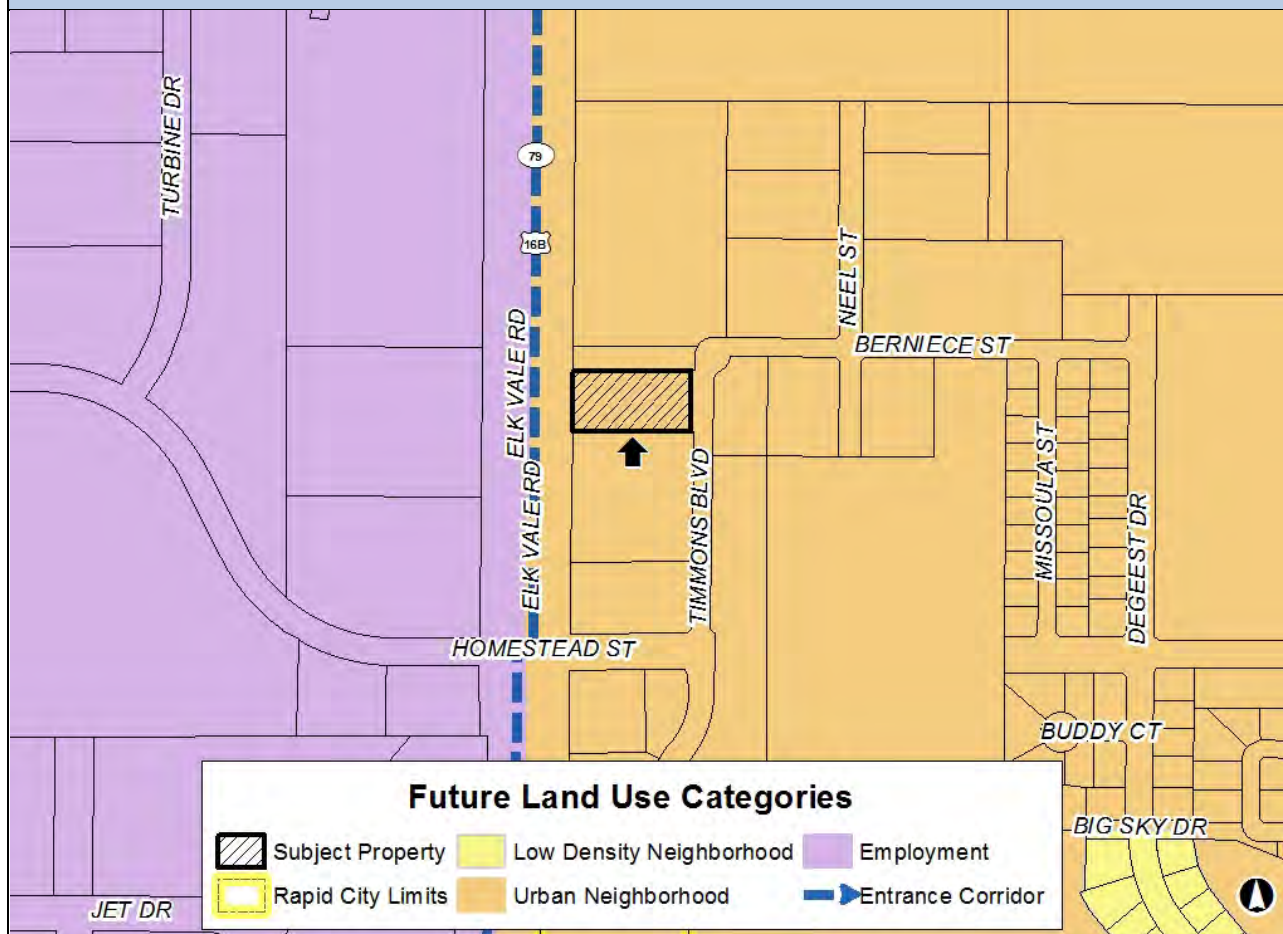 TURBINE DR
79
16B
ELK VALE RD
ELK VALE RD
NEEL ST
BERNIECE ST
TIMMONS BLVD
MISSOULA ST
DEGEEST DR
HOMESTEAD ST
BUDDY CT
BIG SKY DR
JET DR
Future Land Use Categories
Subject Property
Low Density Neighborhood
Employment
Rapid City Limits
Urban Neighborhood
Entrance Corridor